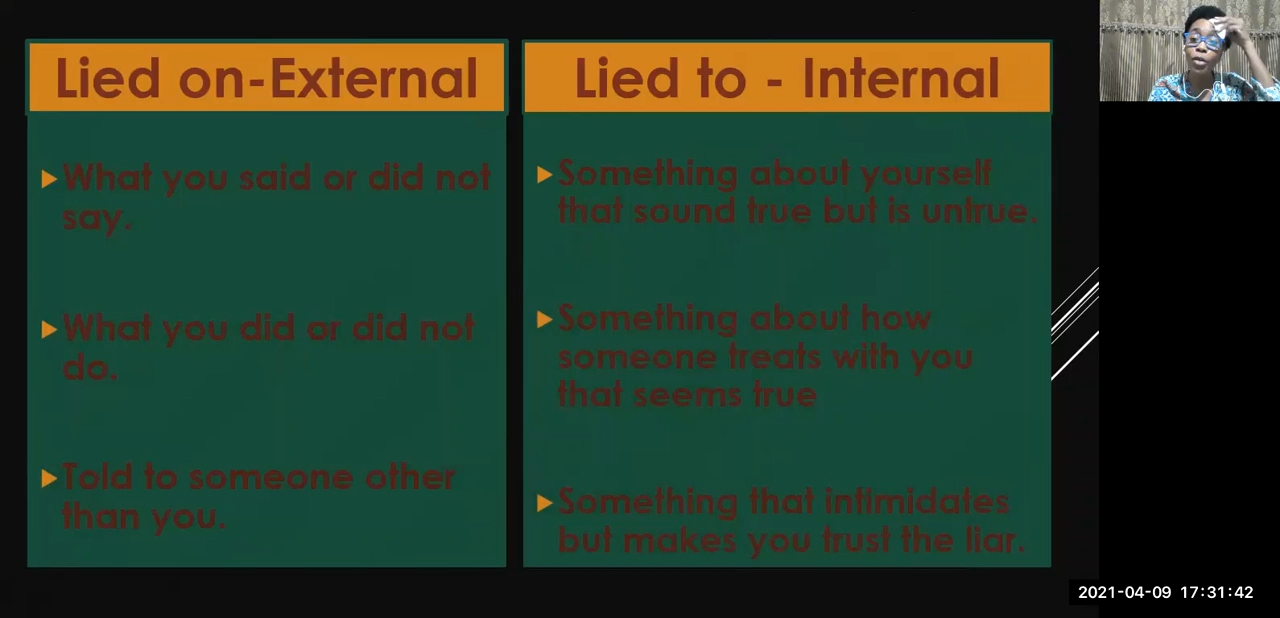 Lied on-External
What you said or did not
say.
What you did or did not
do.
Told to someone other
than you.
Lied to - Internal
Something about yourself
that sound true but is untrue.
Something about how
someone treats with you
that seems true
Something that intimidates
but makes you trust the liar.
2021-04-09 17:31:42